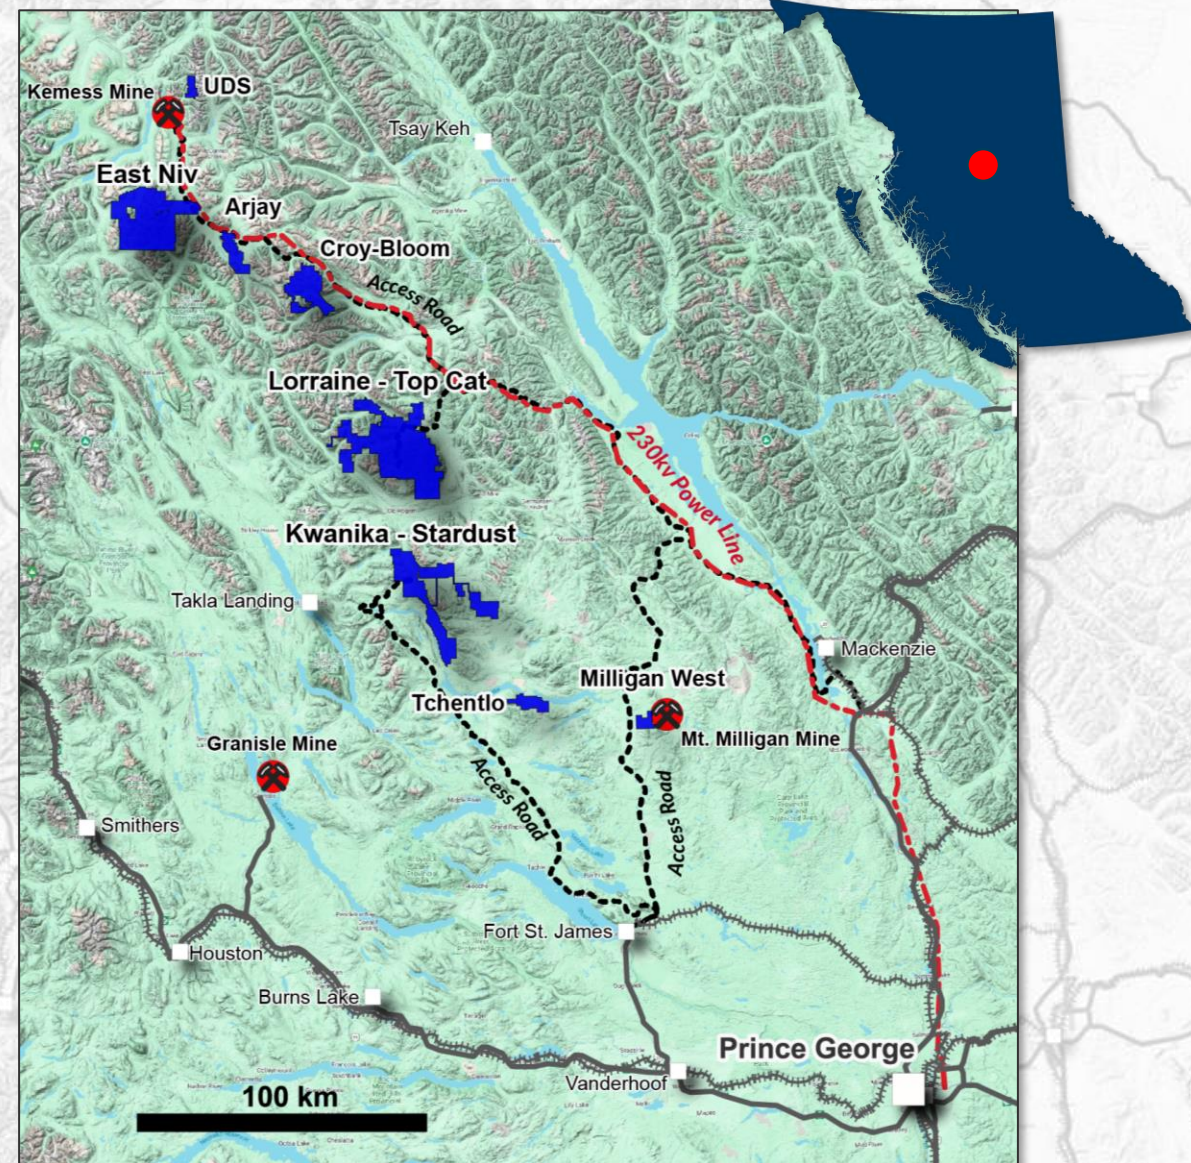 Kemess Mine
UDS
Tsay Keh
East Niv
Arjay
Croy-Bloom
Access Road
Lorraine - Top Cat
230kv Power Line
Kwanika - Stardust
Takla Landing
Mackenzie
Milligan West
Tchentlo
Mt. Milligan Mine
Granisle Mine
Access Road
Access Road
Smithers
Fort St. James
Houston
Burns Lake
Prince George
Vanderhoof
100 km